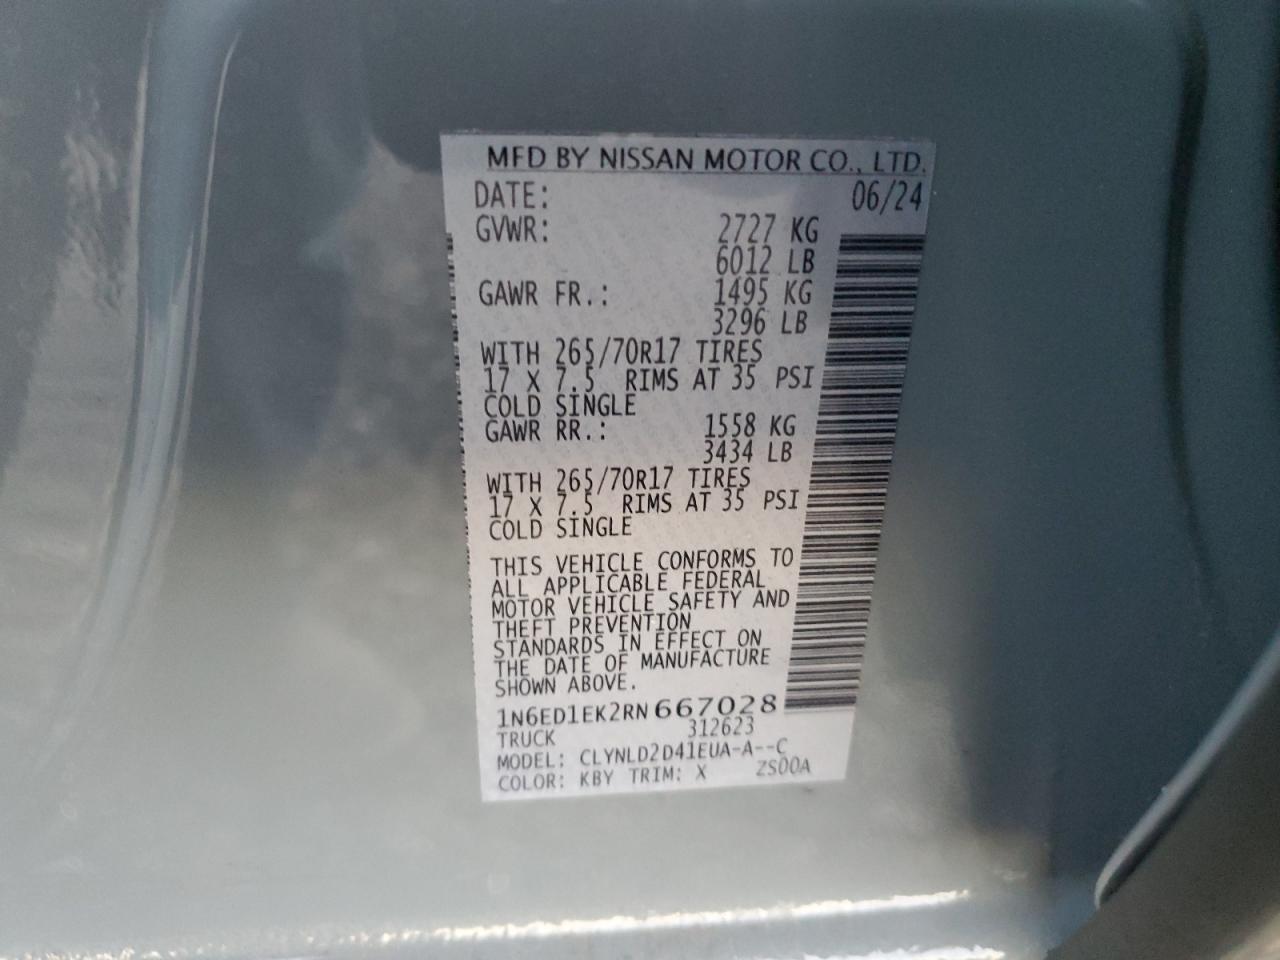 MFD BY NISSAN MOTOR CO., LTD.
DATE: 06/24
GVWR: 2727 KG
6012 LB
GAWR FR.: 1495 KG
3296 LB
WITH 265/70R17 TIRES
17 X 7.5 RIMS AT 35 PSI
COLD SINGLE
GAWR RR.: 1558 KG
3434 LB
WITH 265/70R17 TIRES
17 X 7.5 RIMS AT 35 PSI
COLD SINGLE
THIS VEHICLE CONFORMS TO
ALL APPLICABLE FEDERAL
MOTOR VEHICLE SAFETY AND
THEFT PREVENTION
STANDARDS IN EFFECT ON
THE DATE OF MANUFACTURE
SHOWN ABOVE.
1N6ED1EK2RN667028
TRUCK 312623
MODEL: CLYNLD2D41EUA-A--C
COLOR: KBY TRIM: X ZS00A